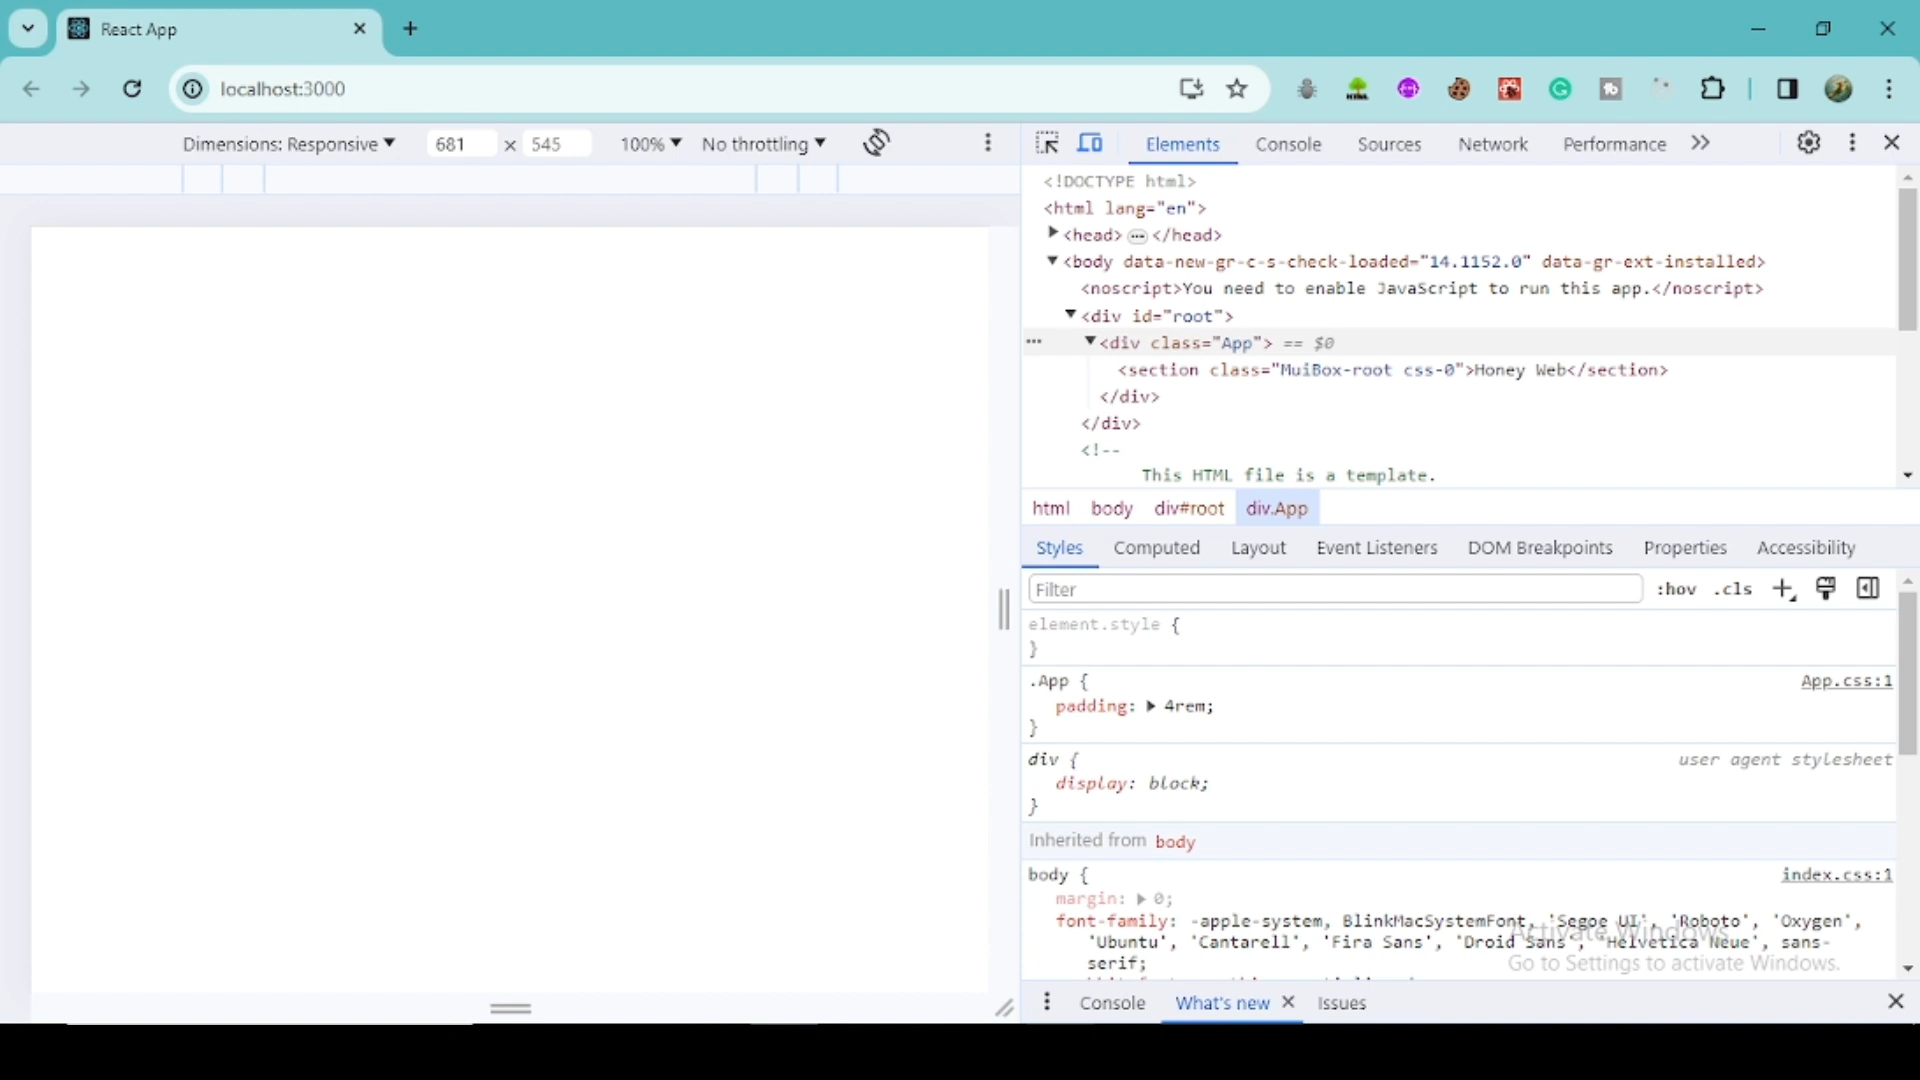 React App
localhost:3000
Dimensions: Responsive 681 × 545 100% No throttling
Elements Console Sources Network Performance
<!DOCTYPE html>
<html lang="en">
<head> </head>
<body data-new-gr-c-s-check-loaded="14.1152.0" data-gr-ext-installed>
<noscript>You need to enable JavaScript to run this app.</noscript>
<div id="root">
<div class="App"> == $0
<section class="MuiBox-root css-0">Honey Web</section>
</div>
</div>
<!--
This HTML file is a template.
html body div#root div.App
Styles Computed Layout Event Listeners DOM Breakpoints Properties Accessibility
Filter :hov .cls
element.style {
}
.App { App.css:1
padding: 4rem;
}
div { user agent stylesheet
display: block;
}
Inherited from body
body { index.css:1
margin: 0;
font-family: -apple-system, BlinkMacSystemFont, 'Segoe UI', 'Roboto', 'Oxygen',
'Ubuntu', 'Cantarell', 'Fira Sans', 'Droid Sans', 'Helvetica Neue', sans-
serif;
Activate Windows
Go to Settings to activate Windows.
Console What's new Issues